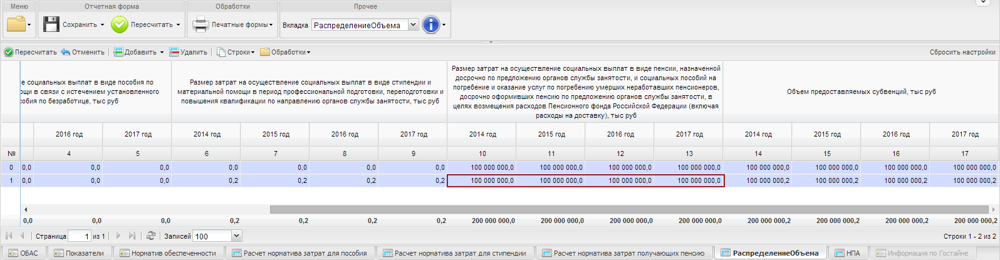 Меню Отчетная форма Обработки Прочее
Сохранить Пересчитать Печатные формы Вкладка РаспределениеОбъема
Пересчитать Отменить Добавить Удалить Строки Обработки Сбросить настройки
е социальных выплат в виде пособия по
ощи в связи с истечением установленного
обия по безработице, тыс руб
Размер затрат на осуществление социальных выплат в виде стипендии и
материальной помощи в период профессиональной подготовки, переподготовки и
повышения квалификации по направлению органов службы занятости, тыс руб
Размер затрат на осуществление социальных выплат в виде пенсии, назначенной
досрочно по предложению органов службы занятости, и социальных пособий на
погребение и оказание услуг по погребению умерших неработавших пенсионеров,
досрочно оформивших пенсию по предложению органов службы занятости, в
целях возмещения расходов Пенсионного фонда Российской Федерации (включая
расходы на доставку), тыс руб
Объем предоставляемых субвенций, тыс руб
2016 год 2017 год 2014 год 2015 год 2016 год 2017 год 2014 год 2015 год 2016 год 2017 год 2014 год 2015 год 2016 год 2017 год
№ 4 5 6 7 8 9 10 11 12 13 14 15 16 17
0 0,0 0,0 0,0 0,0 0,0 0,0 0,0 100 000 000,0 100 000 000,0 100 000 000,0 100 000 000,0 100 000 000,0 100 000 000,0 100 000 000,0 100 000 000,0
1 0,0 0,0 0,0 0,2 0,2 0,2 0,2 100 000 000,0 100 000 000,0 100 000 000,0 100 000 000,0 100 000 000,2 100 000 000,2 100 000 000,2 100 000 000,2
0,0 0,0 0,0 0,2 0,2 0,2 0,2 200 000 000,0 200 000 000,0 200 000 000,0 200 000 000,0 200 000 000,2 200 000 000,2 200 000 000,2 200 000 000,2
Страница 1 из 1 Записей 100 Строки 1 - 2 из 2
ОБАС Показатели Норматив обеспеченности Расчет норматива затрат для пособия Расчет норматива затрат для стипендии Расчет норматива затрат получающих пенсию РаспределениеОбъема НПА Информация по Гостайне